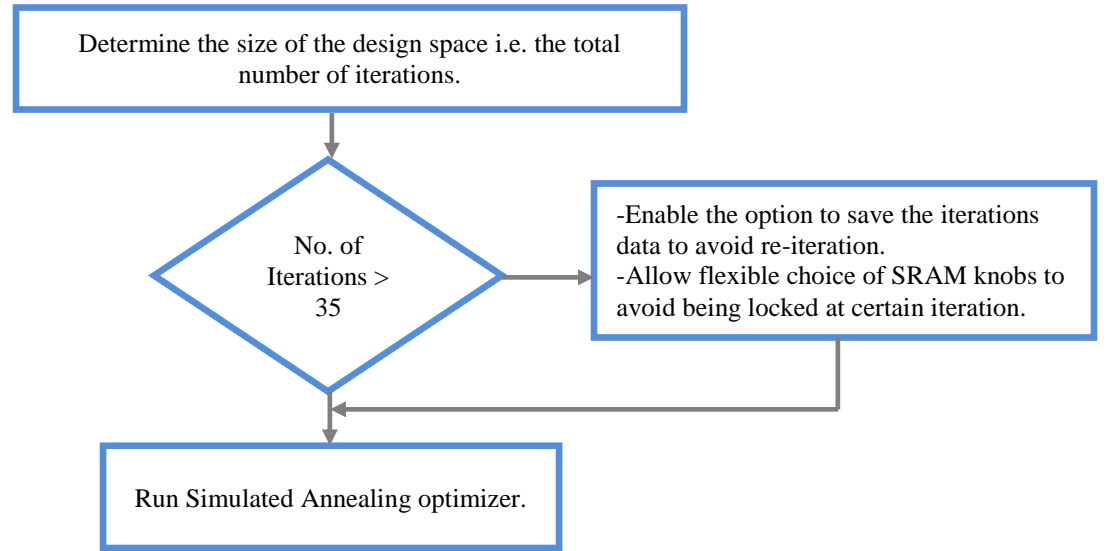 Determine the size of the design space i.e. the total
number of iterations.
No. of
Iterations >
35
-Enable the option to save the iterations
data to avoid re-iteration.
-Allow flexible choice of SRAM knobs to
avoid being locked at certain iteration.
Run Simulated Annealing optimizer.